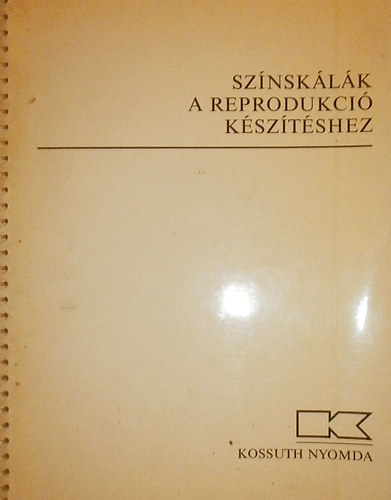 SZÍNSKÁLÁK
A REPRODUKCIÓ
KÉSZÍTÉSHEZ
KOSSUTH NYOMDA